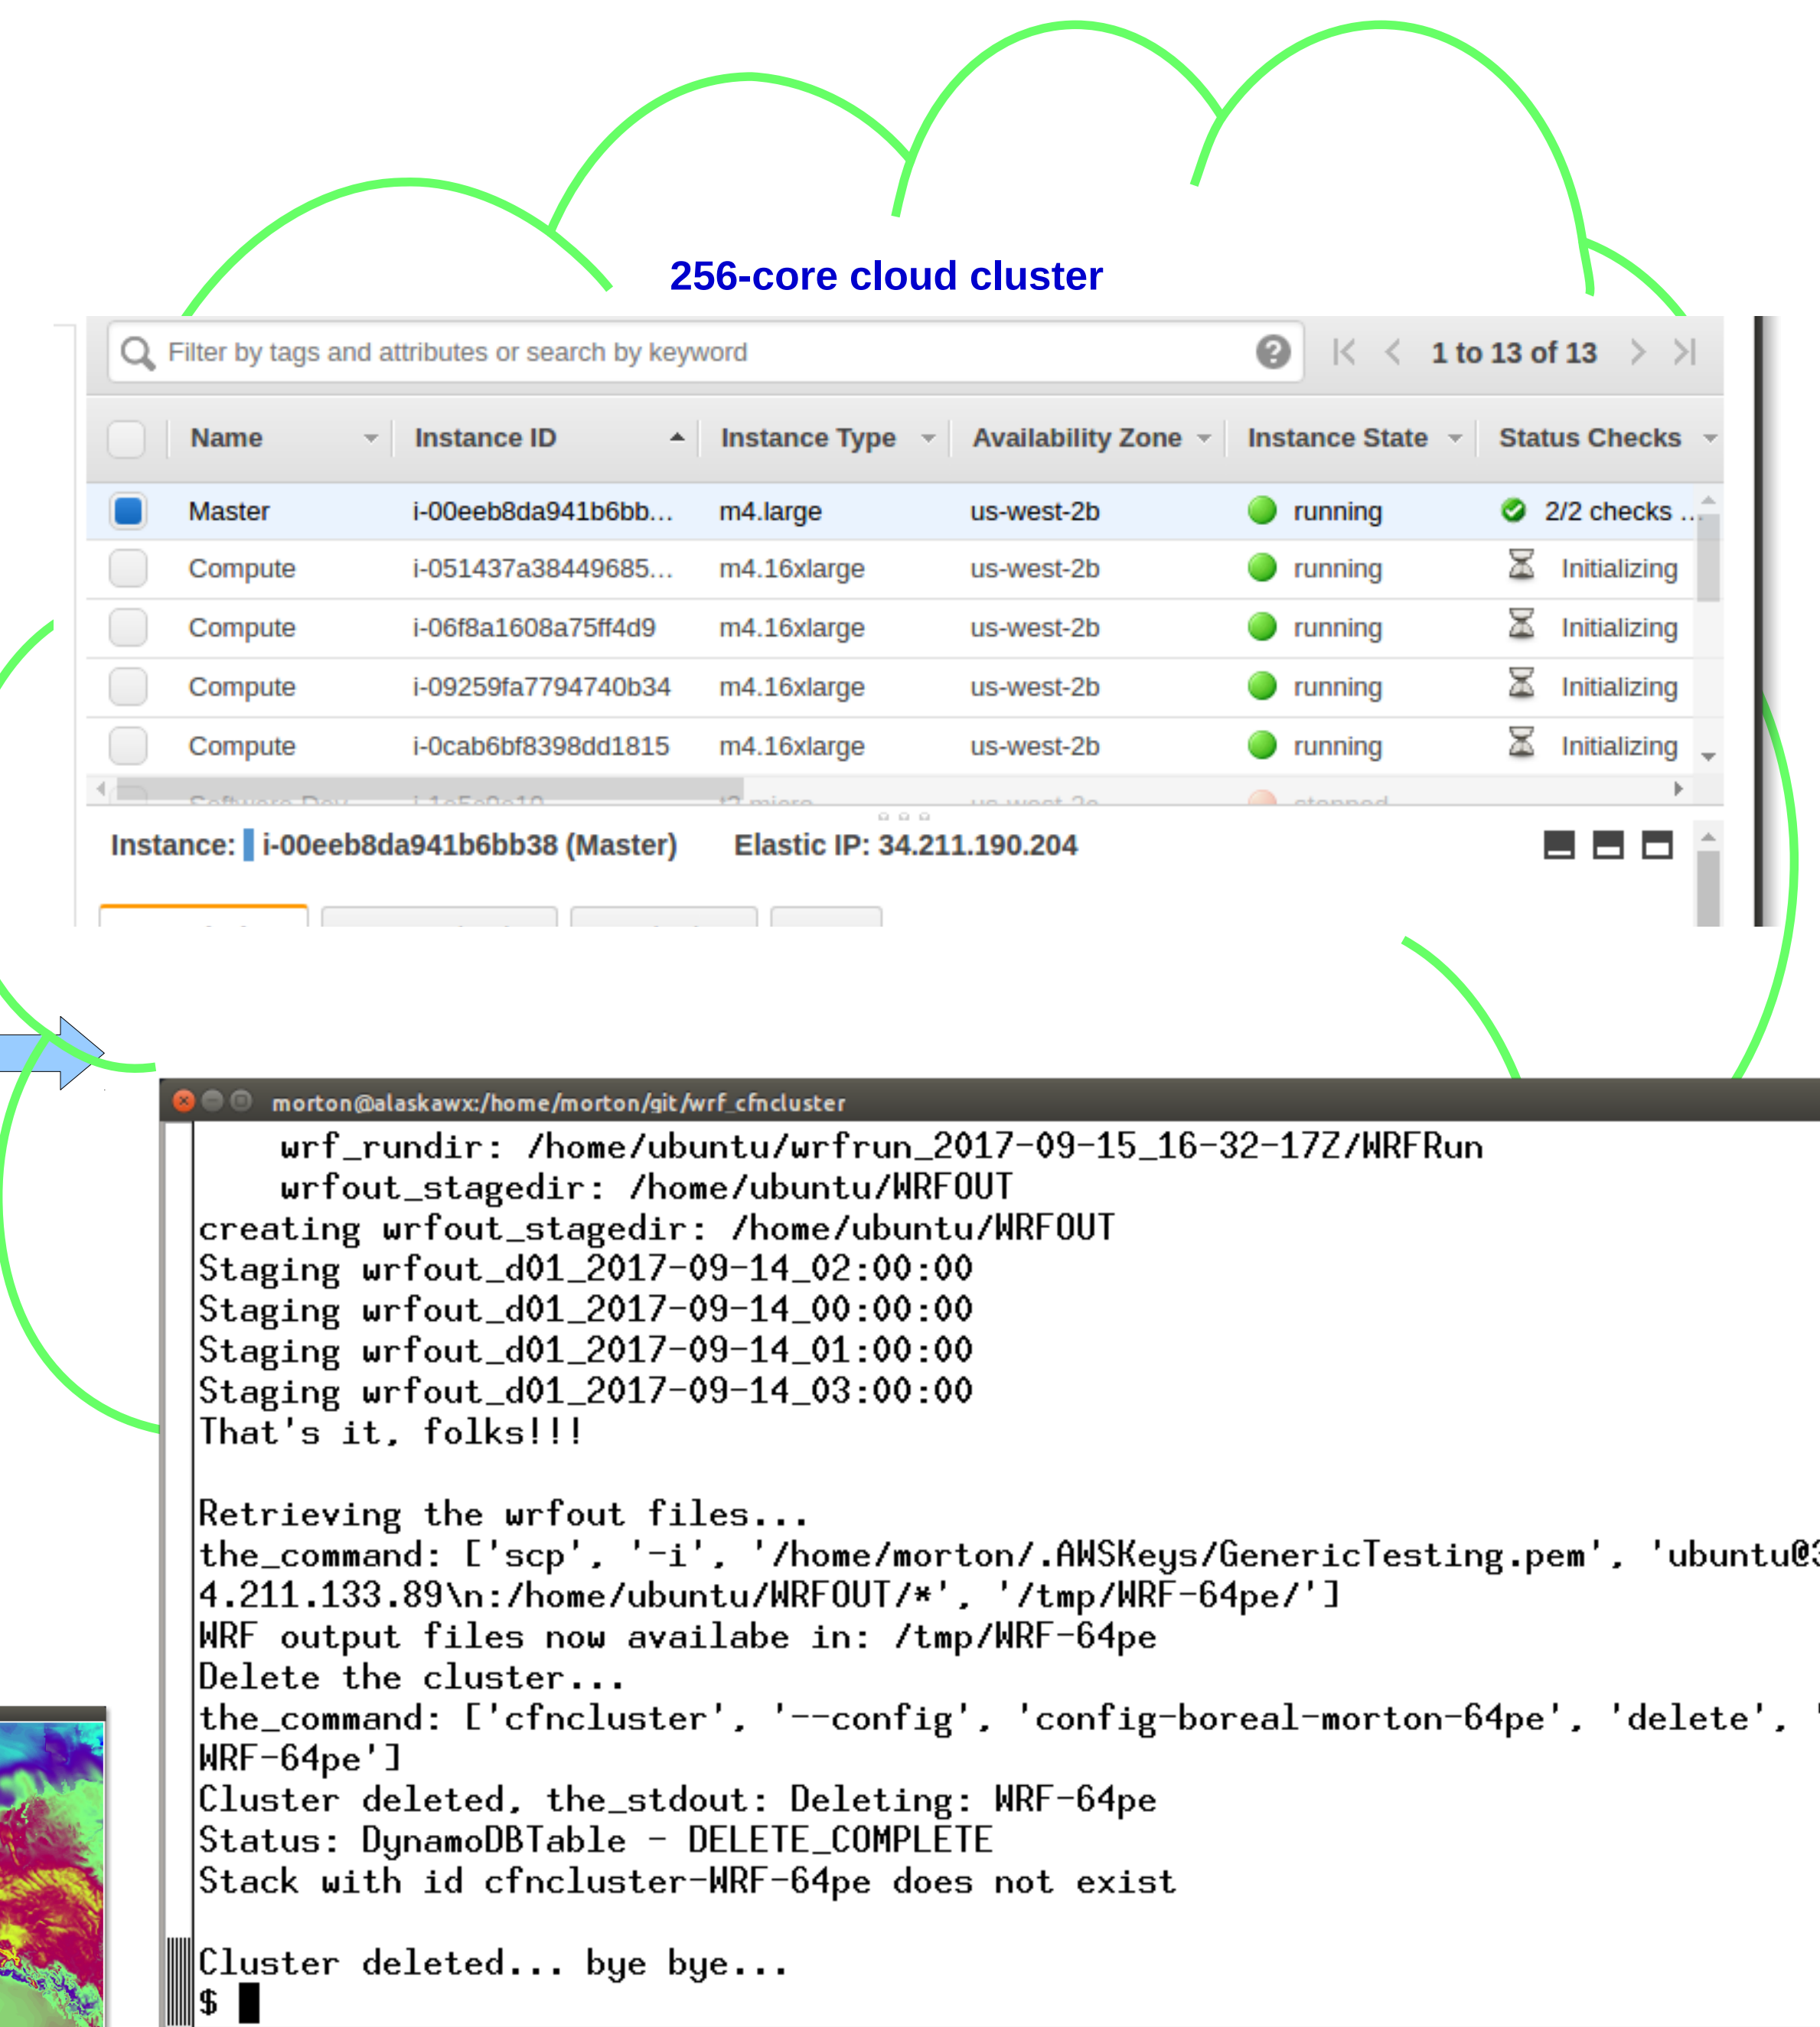 256-core cloud cluster
Filter by tags and attributes or search by keyword 1 to 13 of 13
Name Instance ID Instance Type Availability Zone Instance State Status Checks
Master i-00eeb8da941b6bb... m4.large us-west-2b running 2/2 checks ...
Compute i-051437a38449685... m4.16xlarge us-west-2b running Initializing
Compute i-06f8a1608a75ff4d9 m4.16xlarge us-west-2b running Initializing
Compute i-09259fa7794740b34 m4.16xlarge us-west-2b running Initializing
Compute i-0cab6bf8398dd1815 m4.16xlarge us-west-2b running Initializing
Instance: i-00eeb8da941b6bb38 (Master) Elastic IP: 34.211.190.204
morton@alaskawx:/home/morton/git/wrf_cfncluster
wrf_rundir: /home/ubuntu/wrfrun_2017-09-15_16-32-17Z/WRFRun
wrfout_stagedir: /home/ubuntu/WRFOUT
creating wrfout_stagedir: /home/ubuntu/WRFOUT
Staging wrfout_d01_2017-09-14_02:00:00
Staging wrfout_d01_2017-09-14_00:00:00
Staging wrfout_d01_2017-09-14_01:00:00
Staging wrfout_d01_2017-09-14_03:00:00
That's it, folks!!!
Retrieving the wrfout files...
the_command: ['scp', '-i', '/home/morton/.AWSKeys/GenericTesting.pem', 'ubuntu@3
4.211.133.89\n:/home/ubuntu/WRFOUT/*', '/tmp/WRF-64pe/']
WRF output files now availabe in: /tmp/WRF-64pe
Delete the cluster...
the_command: ['cfncluster', '--config', 'config-boreal-morton-64pe', 'delete', '
WRF-64pe']
Cluster deleted, the_stdout: Deleting: WRF-64pe
Status: DynamoDBTable - DELETE_COMPLETE
Stack with id cfncluster-WRF-64pe does not exist
Cluster deleted... bye bye...
$